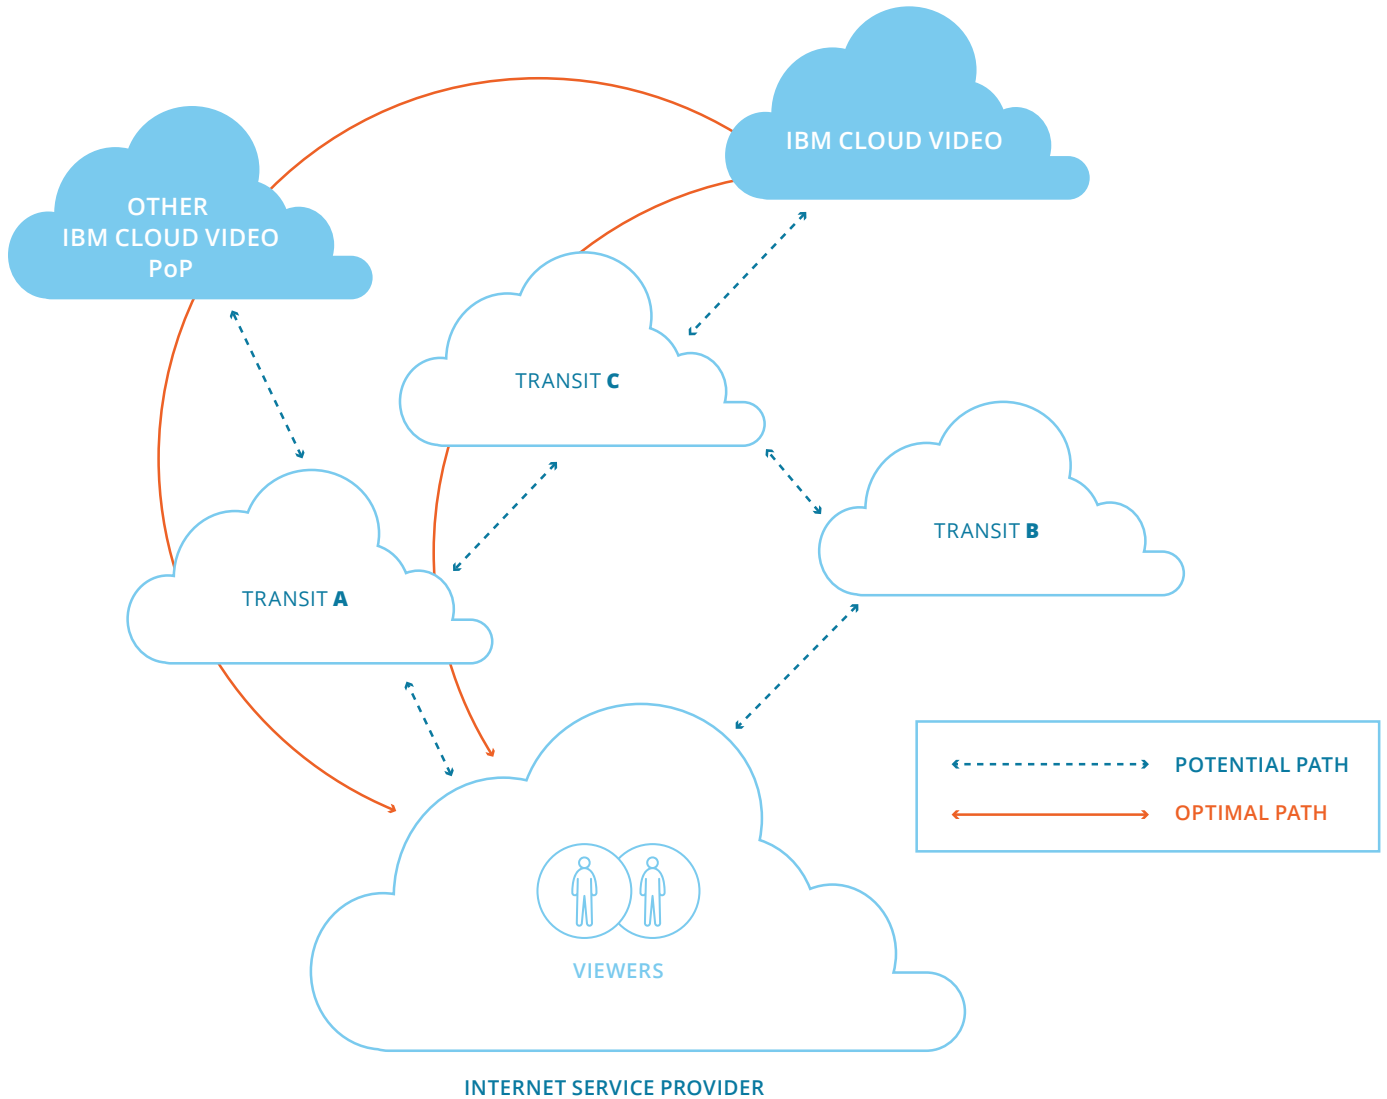 IBM CLOUD VIDEO
OTHER
IBM CLOUD VIDEO
PoP
TRANSIT C
TRANSIT B
TRANSIT A
POTENTIAL PATH
OPTIMAL PATH
VIEWERS
INTERNET SERVICE PROVIDER